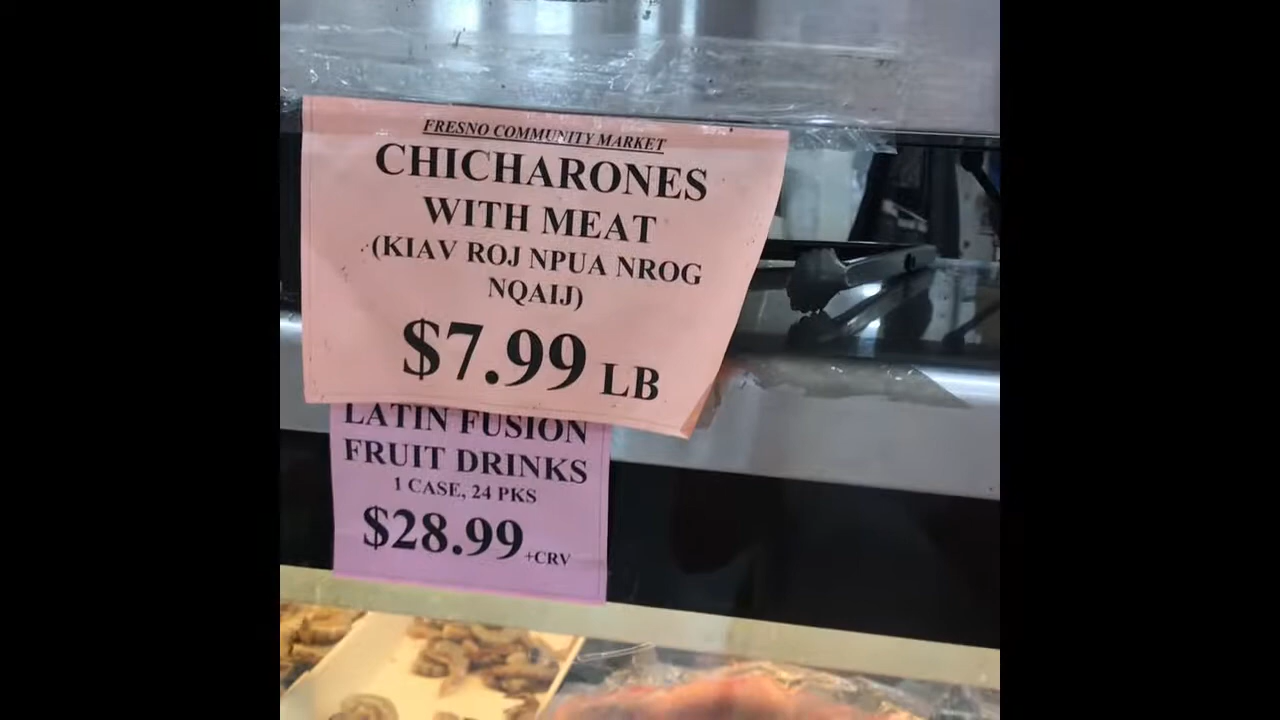 FRESNO COMMUNITY MARKET
CHICHARONES
WITH MEAT
(KIAV ROJ NPUA NROG
NQAIJ)
$7.99 LB
LATIN FUSION
FRUIT DRINKS
1 CASE, 24 PKS
$28.99 +CRV